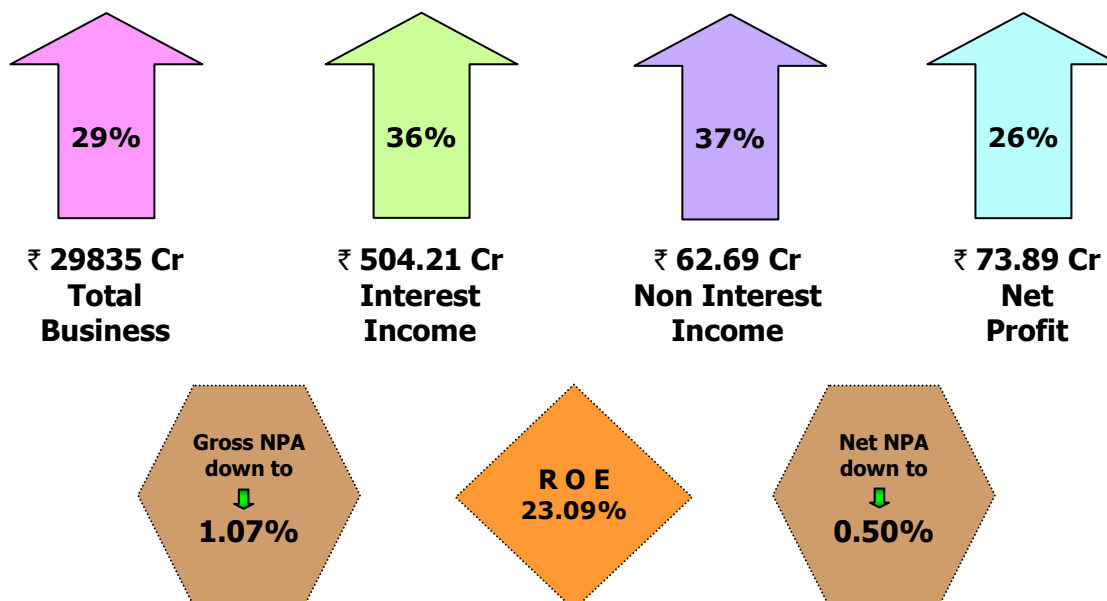 29%
36%
37%
26%
₹ 29835 Cr
Total
Business
₹ 504.21 Cr
Interest
Income
₹ 62.69 Cr
Non Interest
Income
₹ 73.89 Cr
Net
Profit
Gross NPA
down to
1.07%
R O E
23.09%
Net NPA
down to
0.50%